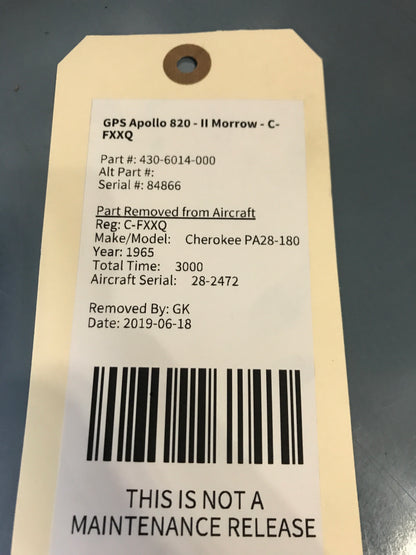 GPS Apollo 820 - II Morrow - C-
FXXQ
Part #: 430-6014-000
Alt Part #:
Serial #: 84866
Part Removed from Aircraft
Reg: C-FXXQ
Make/Model: Cherokee PA28-180
Year: 1965
Total Time: 3000
Aircraft Serial: 28-2472
Removed By: GK
Date: 2019-06-18
THIS IS NOT A
MAINTENANCE RELEASE